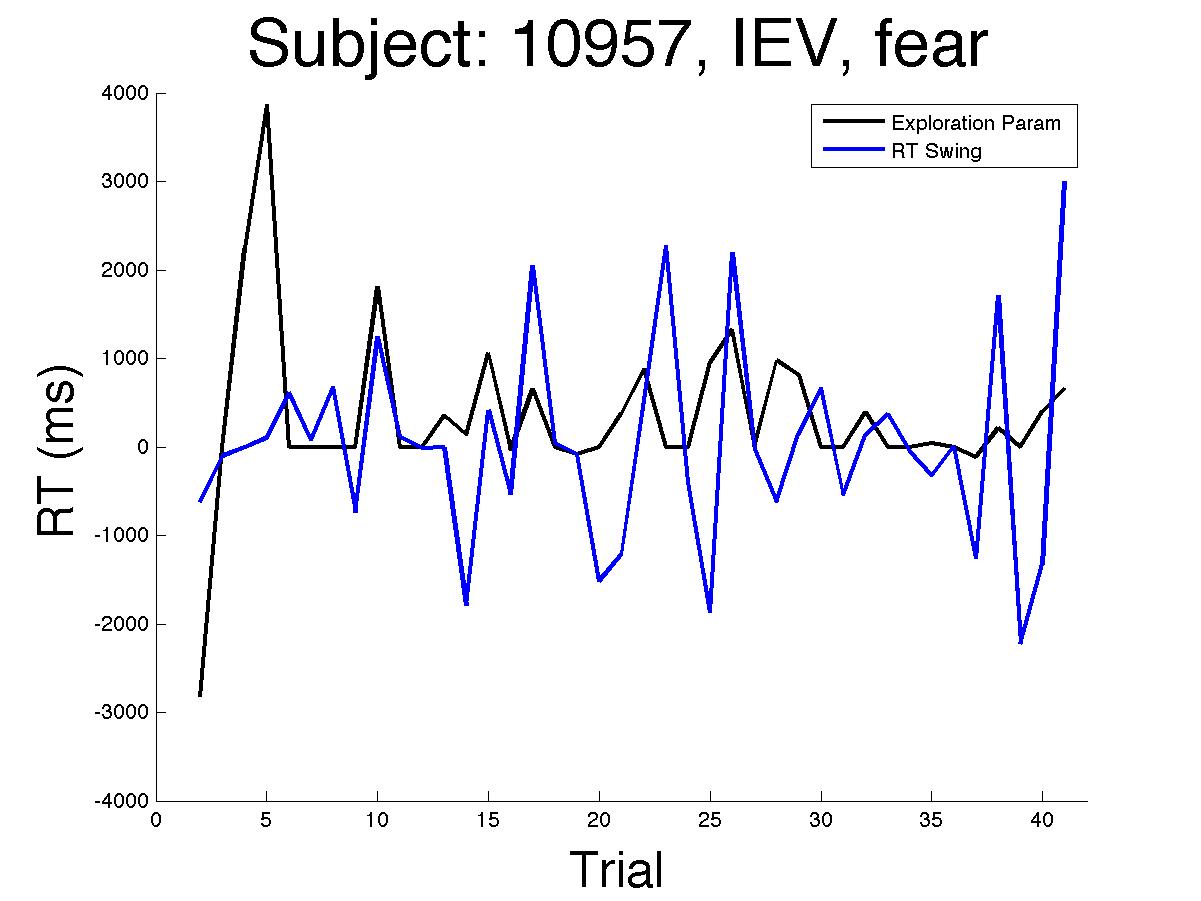 Subject: 10957, IEV, fear
Exploration Param
RT Swing
4000
3000
2000
1000
0
-1000
-2000
-3000
-4000
RT (ms)
0 5 10 15 20 25 30 35 40
Trial